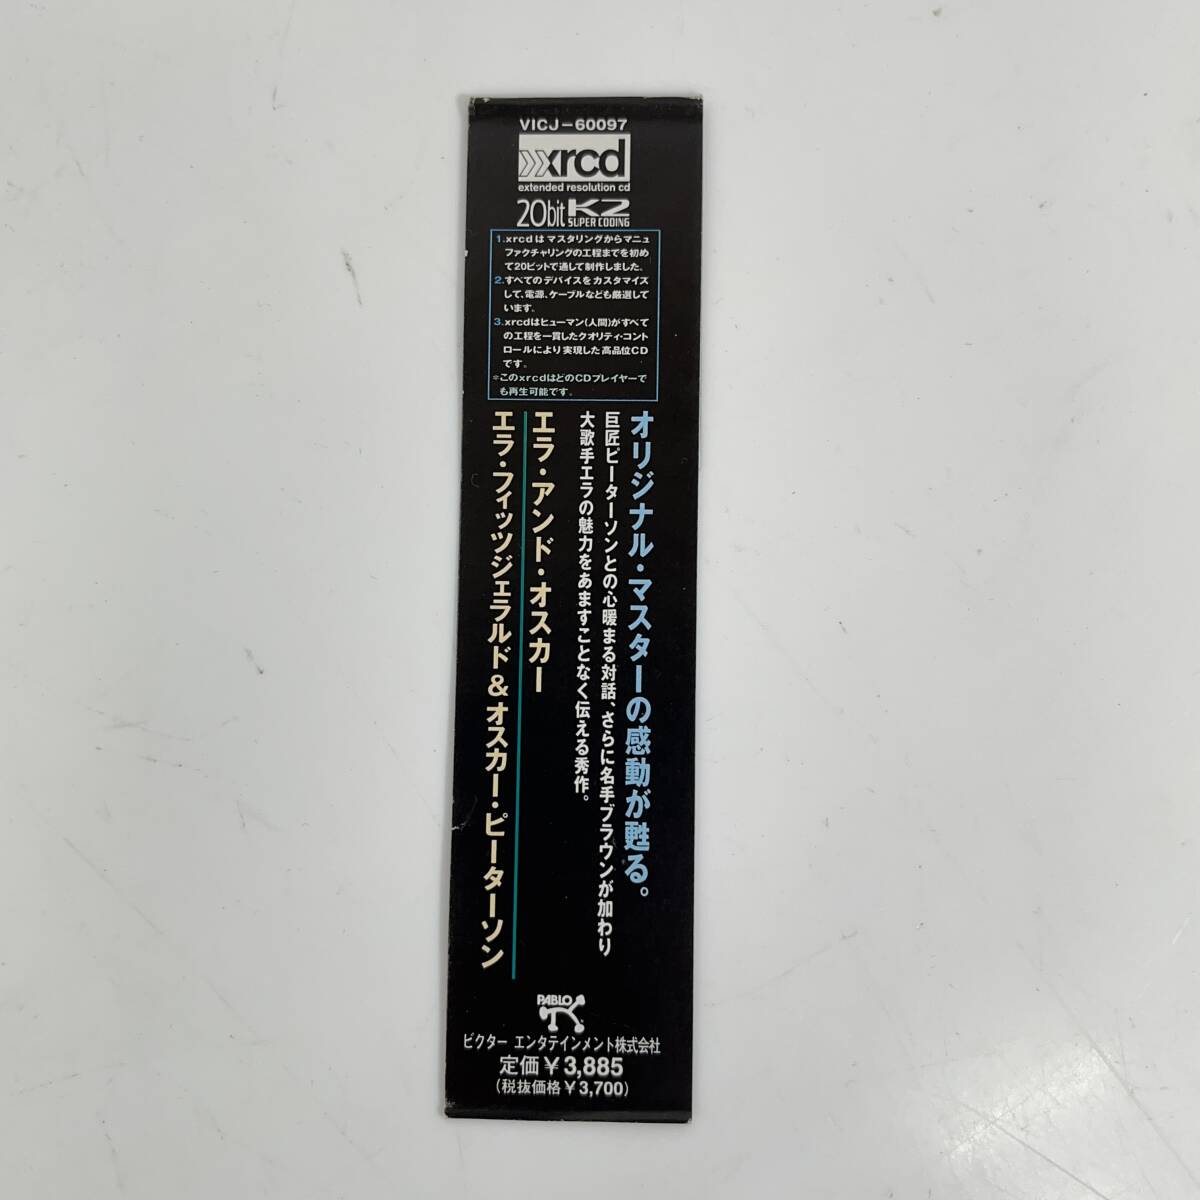 VICJ-60097
xrcd
extended resolution cd
20bit K2
SUPER CODING
1.xrcdはマスタリングからマニュ
ファクチャリングの工程までを初め
て20ビットで通して制作しました。
2.すべてのデバイスをカスタマイズ
して、電源、ケーブルなども厳選して
います。
3.xrcdはヒューマン(人間)がすべて
の工程を一貫したクオリティ・コント
ロールにより実現した高品位CD
です。
*このxrcdはどのCDプレイヤーで
も再生可能です。
オリジナル・マスターの感動が甦る。
巨匠ピーターソンとの心暖まる対話、さらに名手ブラウンが加わり
大歌手エラの魅力をあますことなく伝える秀作。
エラ・アンド・オスカー
エラ・フィッツジェラルド&オスカー・ピーターソン
PABLO
ビクター エンタテインメント株式会社
定価¥3,885
(税抜価格¥3,700)